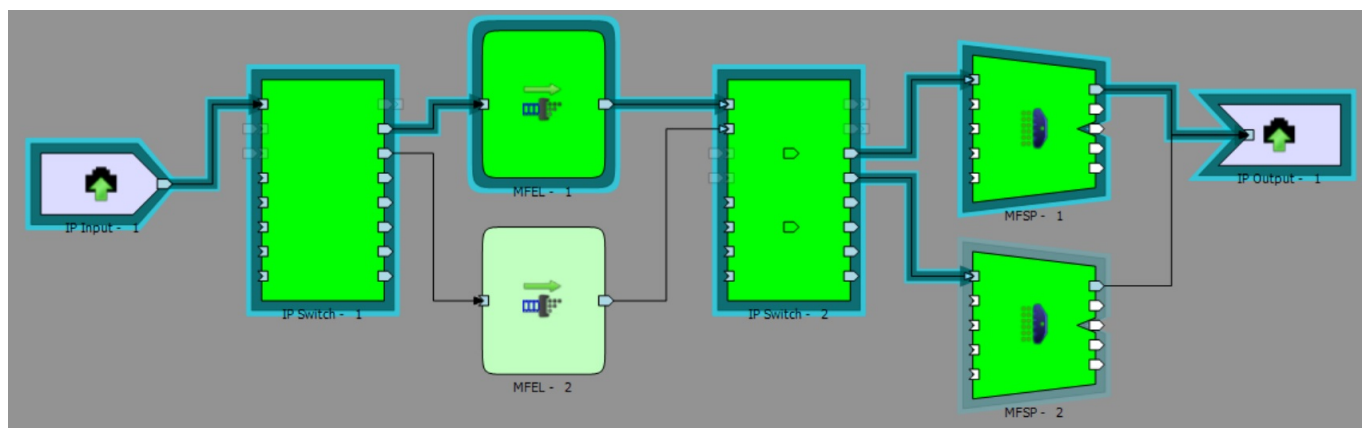 MFEL - 1
IP Input - 1
MFSP - 1
IP Output - 1
IP Switch - 1
IP Switch - 2
MFEL - 2
MFSP - 2